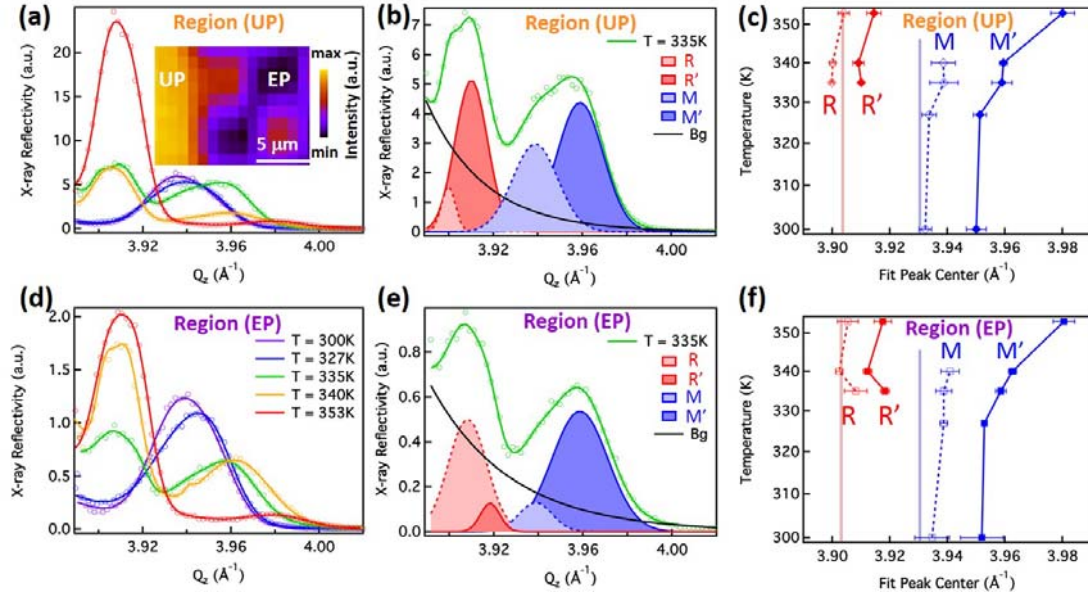 (a)
Region (UP)
X-ray Reflectivity (a.u.)
20
15
10
5
0
UP
EP
5 μm
max
min
Intensity
3.92
3.96
4.00
Qz (Å⁻¹)
(b)
Region (UP)
X-ray Reflectivity (a.u.)
7
6
5
4
3
2
1
0
T = 335K
R
R'
M
M'
Bg
3.92
3.96
4.00
Qz (Å⁻¹)
(c)
Region (UP)
Temperature (K)
350
340
330
320
310
300
R
R'
M
M'
3.90
3.92
3.94
3.96
3.98
Fit Peak Center (Å⁻¹)
(d)
Region (EP)
X-ray Reflectivity (a.u.)
2.0
1.5
1.0
0.5
0.0
T = 300K
T = 327K
T = 335K
T = 340K
T = 353K
3.92
3.96
4.00
Qz (Å⁻¹)
(e)
Region (EP)
X-ray Reflectivity (a.u.)
0.8
0.6
0.4
0.2
0.0
T = 335K
R
R'
M
M'
Bg
3.92
3.96
4.00
Qz (Å⁻¹)
(f)
Region (EP)
Temperature (K)
350
340
330
320
310
300
R
R'
M
M'
3.90
3.92
3.94
3.96
3.98
Fit Peak Center (Å⁻¹)